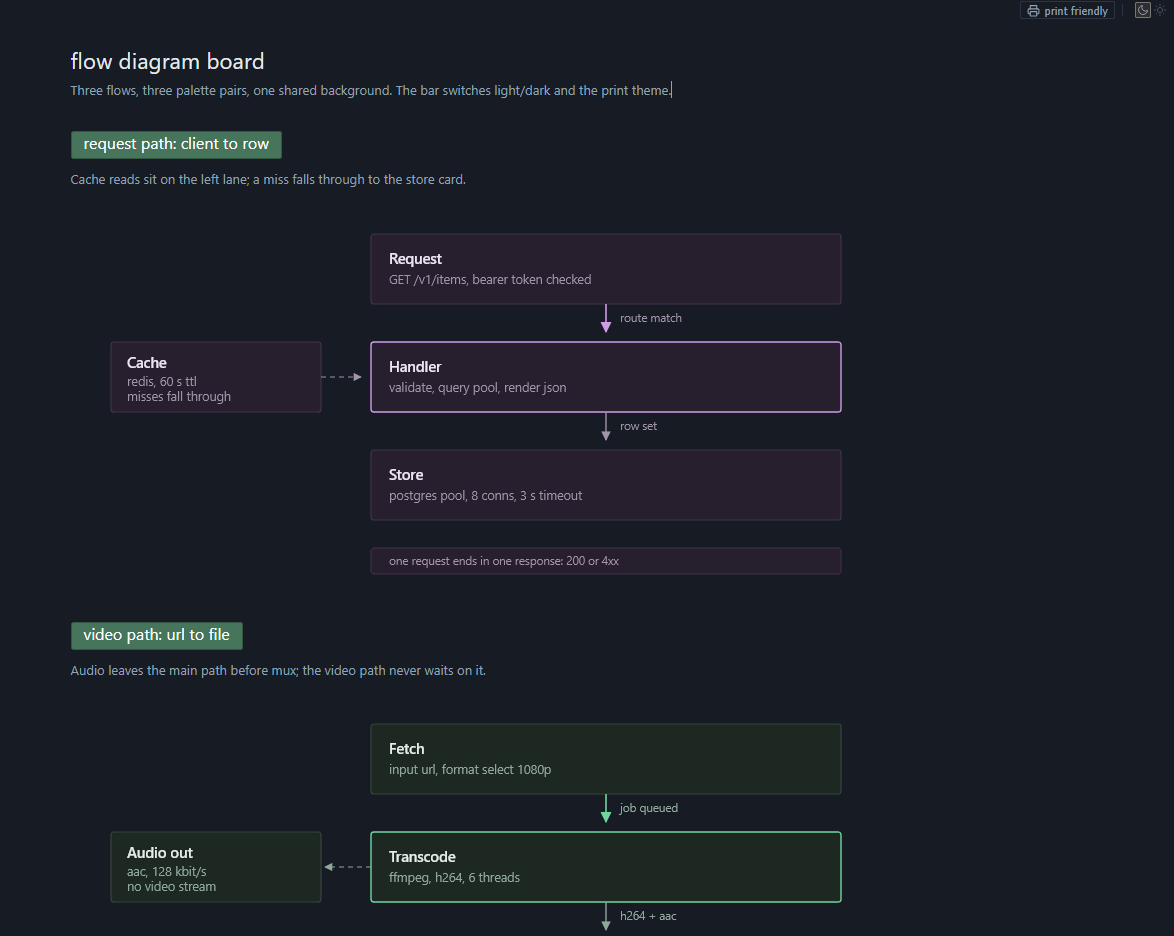 print friendly
flow diagram board
Three flows, three palette pairs, one shared background. The bar switches light/dark and the print theme.
request path: client to row
Cache reads sit on the left lane; a miss falls through to the store card.
Request
GET /v1/items, bearer token checked
route match
Cache
redis, 60 s ttl
misses fall through
Handler
validate, query pool, render json
row set
Store
postgres pool, 8 conns, 3 s timeout
one request ends in one response: 200 or 4xx
video path: url to file
Audio leaves the main path before mux; the video path never waits on it.
Fetch
input url, format select 1080p
job queued
Audio out
aac, 128 kbit/s
no video stream
Transcode
ffmpeg, h264, 6 threads
h264 + aac